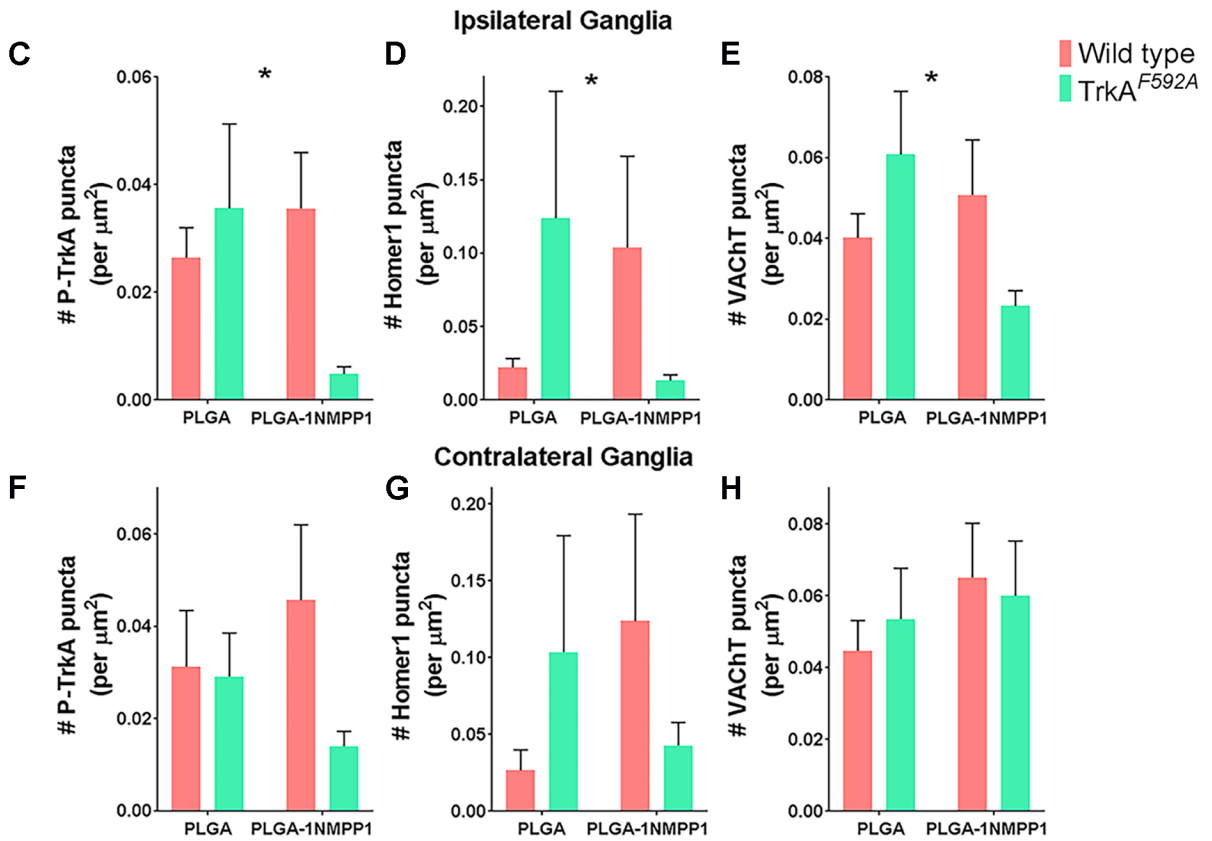 Ipsilateral Ganglia
C
# P-TrkA puncta
(per μm²)
0.06
0.04
0.02
0.00
*
PLGA PLGA-1NMPP1
D
# Homer1 puncta
(per μm²)
0.20
0.15
0.10
0.05
0.00
*
PLGA PLGA-1NMPP1
E
# VAChT puncta
(per μm²)
0.08
0.06
0.04
0.02
0.00
*
PLGA PLGA-1NMPP1
Wild type
TrkA^F592A
Contralateral Ganglia
F
# P-TrkA puncta
(per μm²)
0.06
0.04
0.02
0.00
PLGA PLGA-1NMPP1
G
# Homer1 puncta
(per μm²)
0.20
0.15
0.10
0.05
0.00
PLGA PLGA-1NMPP1
H
# VAChT puncta
(per μm²)
0.08
0.06
0.04
0.02
0.00
PLGA PLGA-1NMPP1